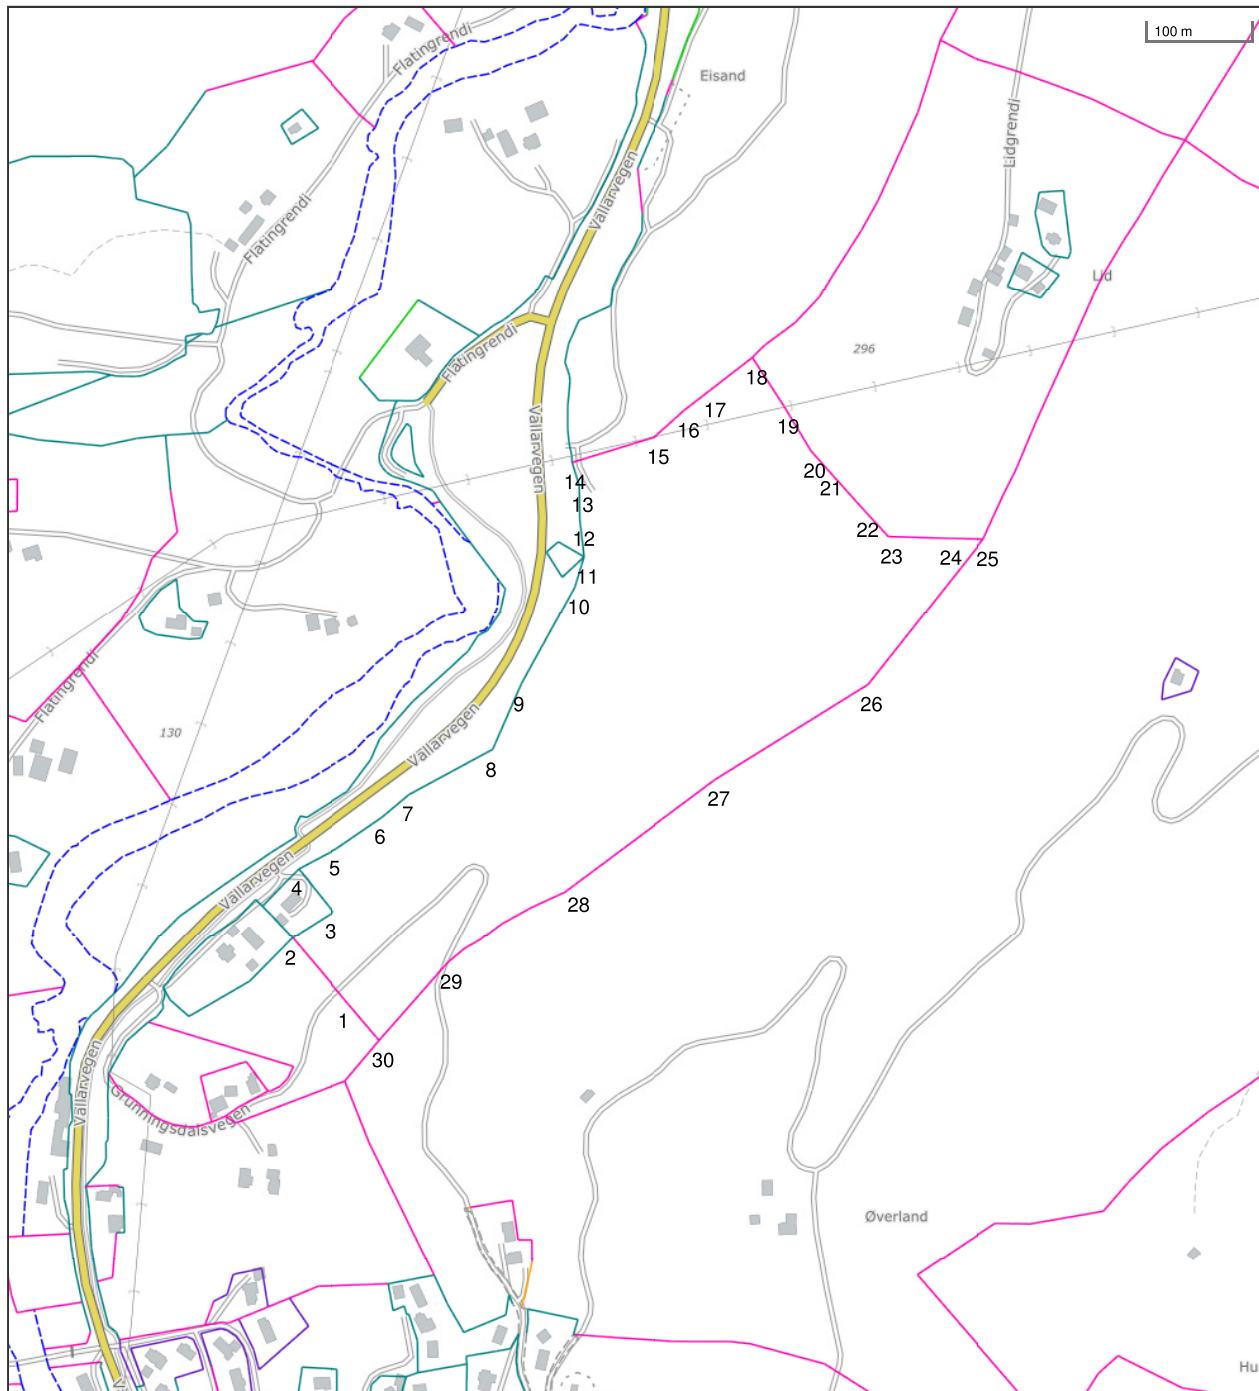 Flatingrendi
100 m
Eisand
Lidgrendi
Vallarvegen
Flatingrendi
Lid
Flatingrendi
296
18
17
19
16
Vallarvegen
15
20
14
21
13
22
12
23
24
25
11
10
Flatingrendi
26
9
130
Vallarvegen
8
27
7
6
Vallarvegen
5
4
28
3
2
29
1
30
Vallarvegen
Grunningsdalsvegen
Øverland
Hu
V